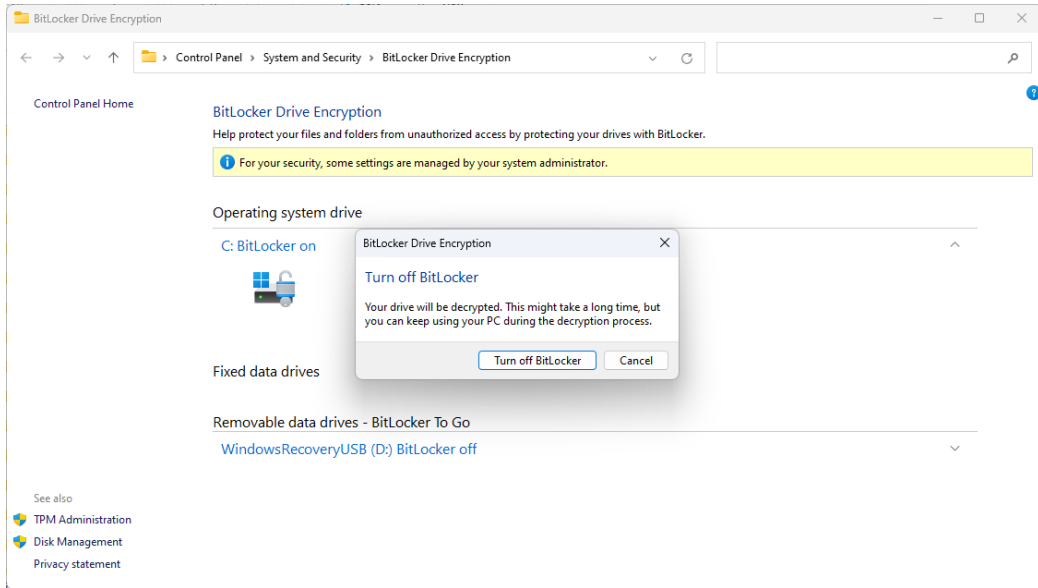 BitLocker Drive Encryption
Control Panel > System and Security > BitLocker Drive Encryption
Control Panel Home
BitLocker Drive Encryption
Help protect your files and folders from unauthorized access by protecting your drives with BitLocker.
For your security, some settings are managed by your system administrator.
Operating system drive
C: BitLocker on
BitLocker Drive Encryption
Turn off BitLocker
Your drive will be decrypted. This might take a long time, but
you can keep using your PC during the decryption process.
Turn off BitLocker
Cancel
Fixed data drives
Removable data drives - BitLocker To Go
WindowsRecoveryUSB (D:) BitLocker off
See also
TPM Administration
Disk Management
Privacy statement